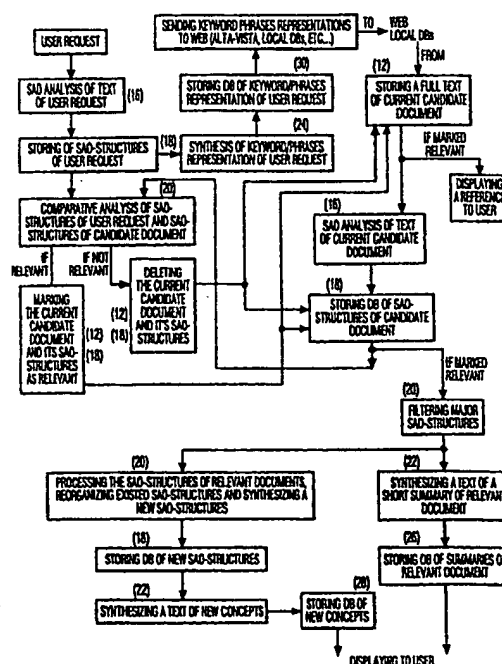 SENDING KEYWORD PHRASES REPRESENTATIONS
TO WEB (ALTA-VISTA, LOCAL DBs, ETC...)
TO
WEB
LOCAL DBs
FROM
USER REQUEST
SAO ANALYSIS OF TEXT
OF USER REQUEST
(16)
(30)
STORING DB OF KEYWORD/PHRASES
REPRESENTATION OF USER REQUEST
(12)
STORING A FULL TEXT
OF CURRENT CANDIDATE
DOCUMENT
STORING OF SAO-STRUCTURES
OF USER REQUEST
(18)
(24)
SYNTHESIS OF KEYWORD/PHRASES
REPRESENTATION OF USER REQUEST
IF MARKED
RELEVANT
DISPLAYING
A REFERENCE
TO USER
(20)
COMPARATIVE ANALYSIS OF SAO-
STRUCTURES OF USER REQUEST AND SAO-
STRUCTURES OF CANDIDATE DOCUMENT
(16)
SAO ANALYSIS OF TEXT
OF CURRENT CANDIDATE
DOCUMENT
IF
RELEVANT
IF NOT
RELEVANT
DELETING
THE CURRENT
CANDIDATE
DOCUMENT
AND IT'S SAO-
STRUCTURES
(12)
(18)
MARKING
THE CURRENT
CANDIDATE
DOCUMENT
AND ITS SAO-
STRUCTURES
AS RELEVANT
(12)
(18)
(18)
STORING DB OF SAO-
STRUCTURES OF CANDIDATE
DOCUMENT
IF MARKED
RELEVANT
(20)
FILTERING MAJOR
SAO-STRUCTURES
(20)
PROCESSING THE SAO-STRUCTURES OF RELEVANT DOCUMENTS,
REORGANIZING EXISTED SAO-STRUCTURES AND SYNTHESIZING A
NEW SAO-STRUCTURES
(22)
SYNTHESIZING A TEXT OF A
SHORT SUMMARY OF RELEVANT
DOCUMENT
(18)
STORING DB OF NEW SAO-STRUCTURES
(26)
STORING DB OF SUMMARIES OF
RELEVANT DOCUMENT
(22)
SYNTHESIZING A TEXT OF NEW CONCEPTS
(28)
STORING DB OF
NEW CONCEPTS
DISPLAYING TO USER